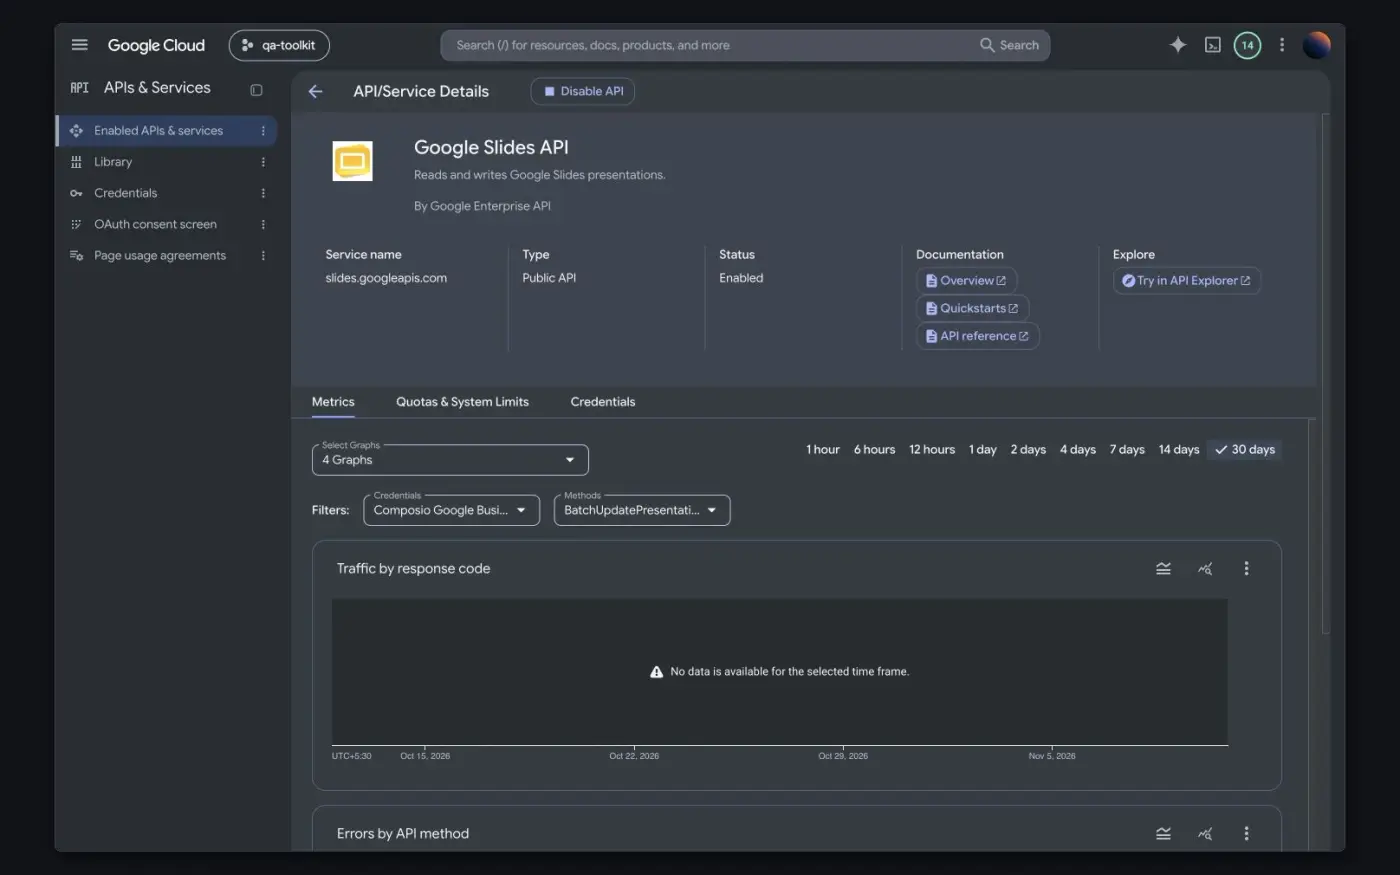 Google Cloud
qa-toolkit
Search (/) for resources, docs, products, and more
Search
14
API
APIs & Services
Enabled APIs & services
Library
Credentials
OAuth consent screen
Page usage agreements
API/Service Details
Disable API
Google Slides API
Reads and writes Google Slides presentations.
By Google Enterprise API
Service name
slides.googleapis.com
Type
Public API
Status
Enabled
Documentation
Overview
Quickstarts
API reference
Explore
Try in API Explorer
Metrics
Quotas & System Limits
Credentials
Select Graphs
4 Graphs
1 hour
6 hours
12 hours
1 day
2 days
4 days
7 days
14 days
30 days
Filters:
Credentials
Composio Google Busi...
Methods
BatchUpdatePresentati...
Traffic by response code
No data is available for the selected time frame.
UTC+5:30
Oct 15, 2026
Oct 22, 2026
Oct 29, 2026
Nov 5, 2026
Errors by API method